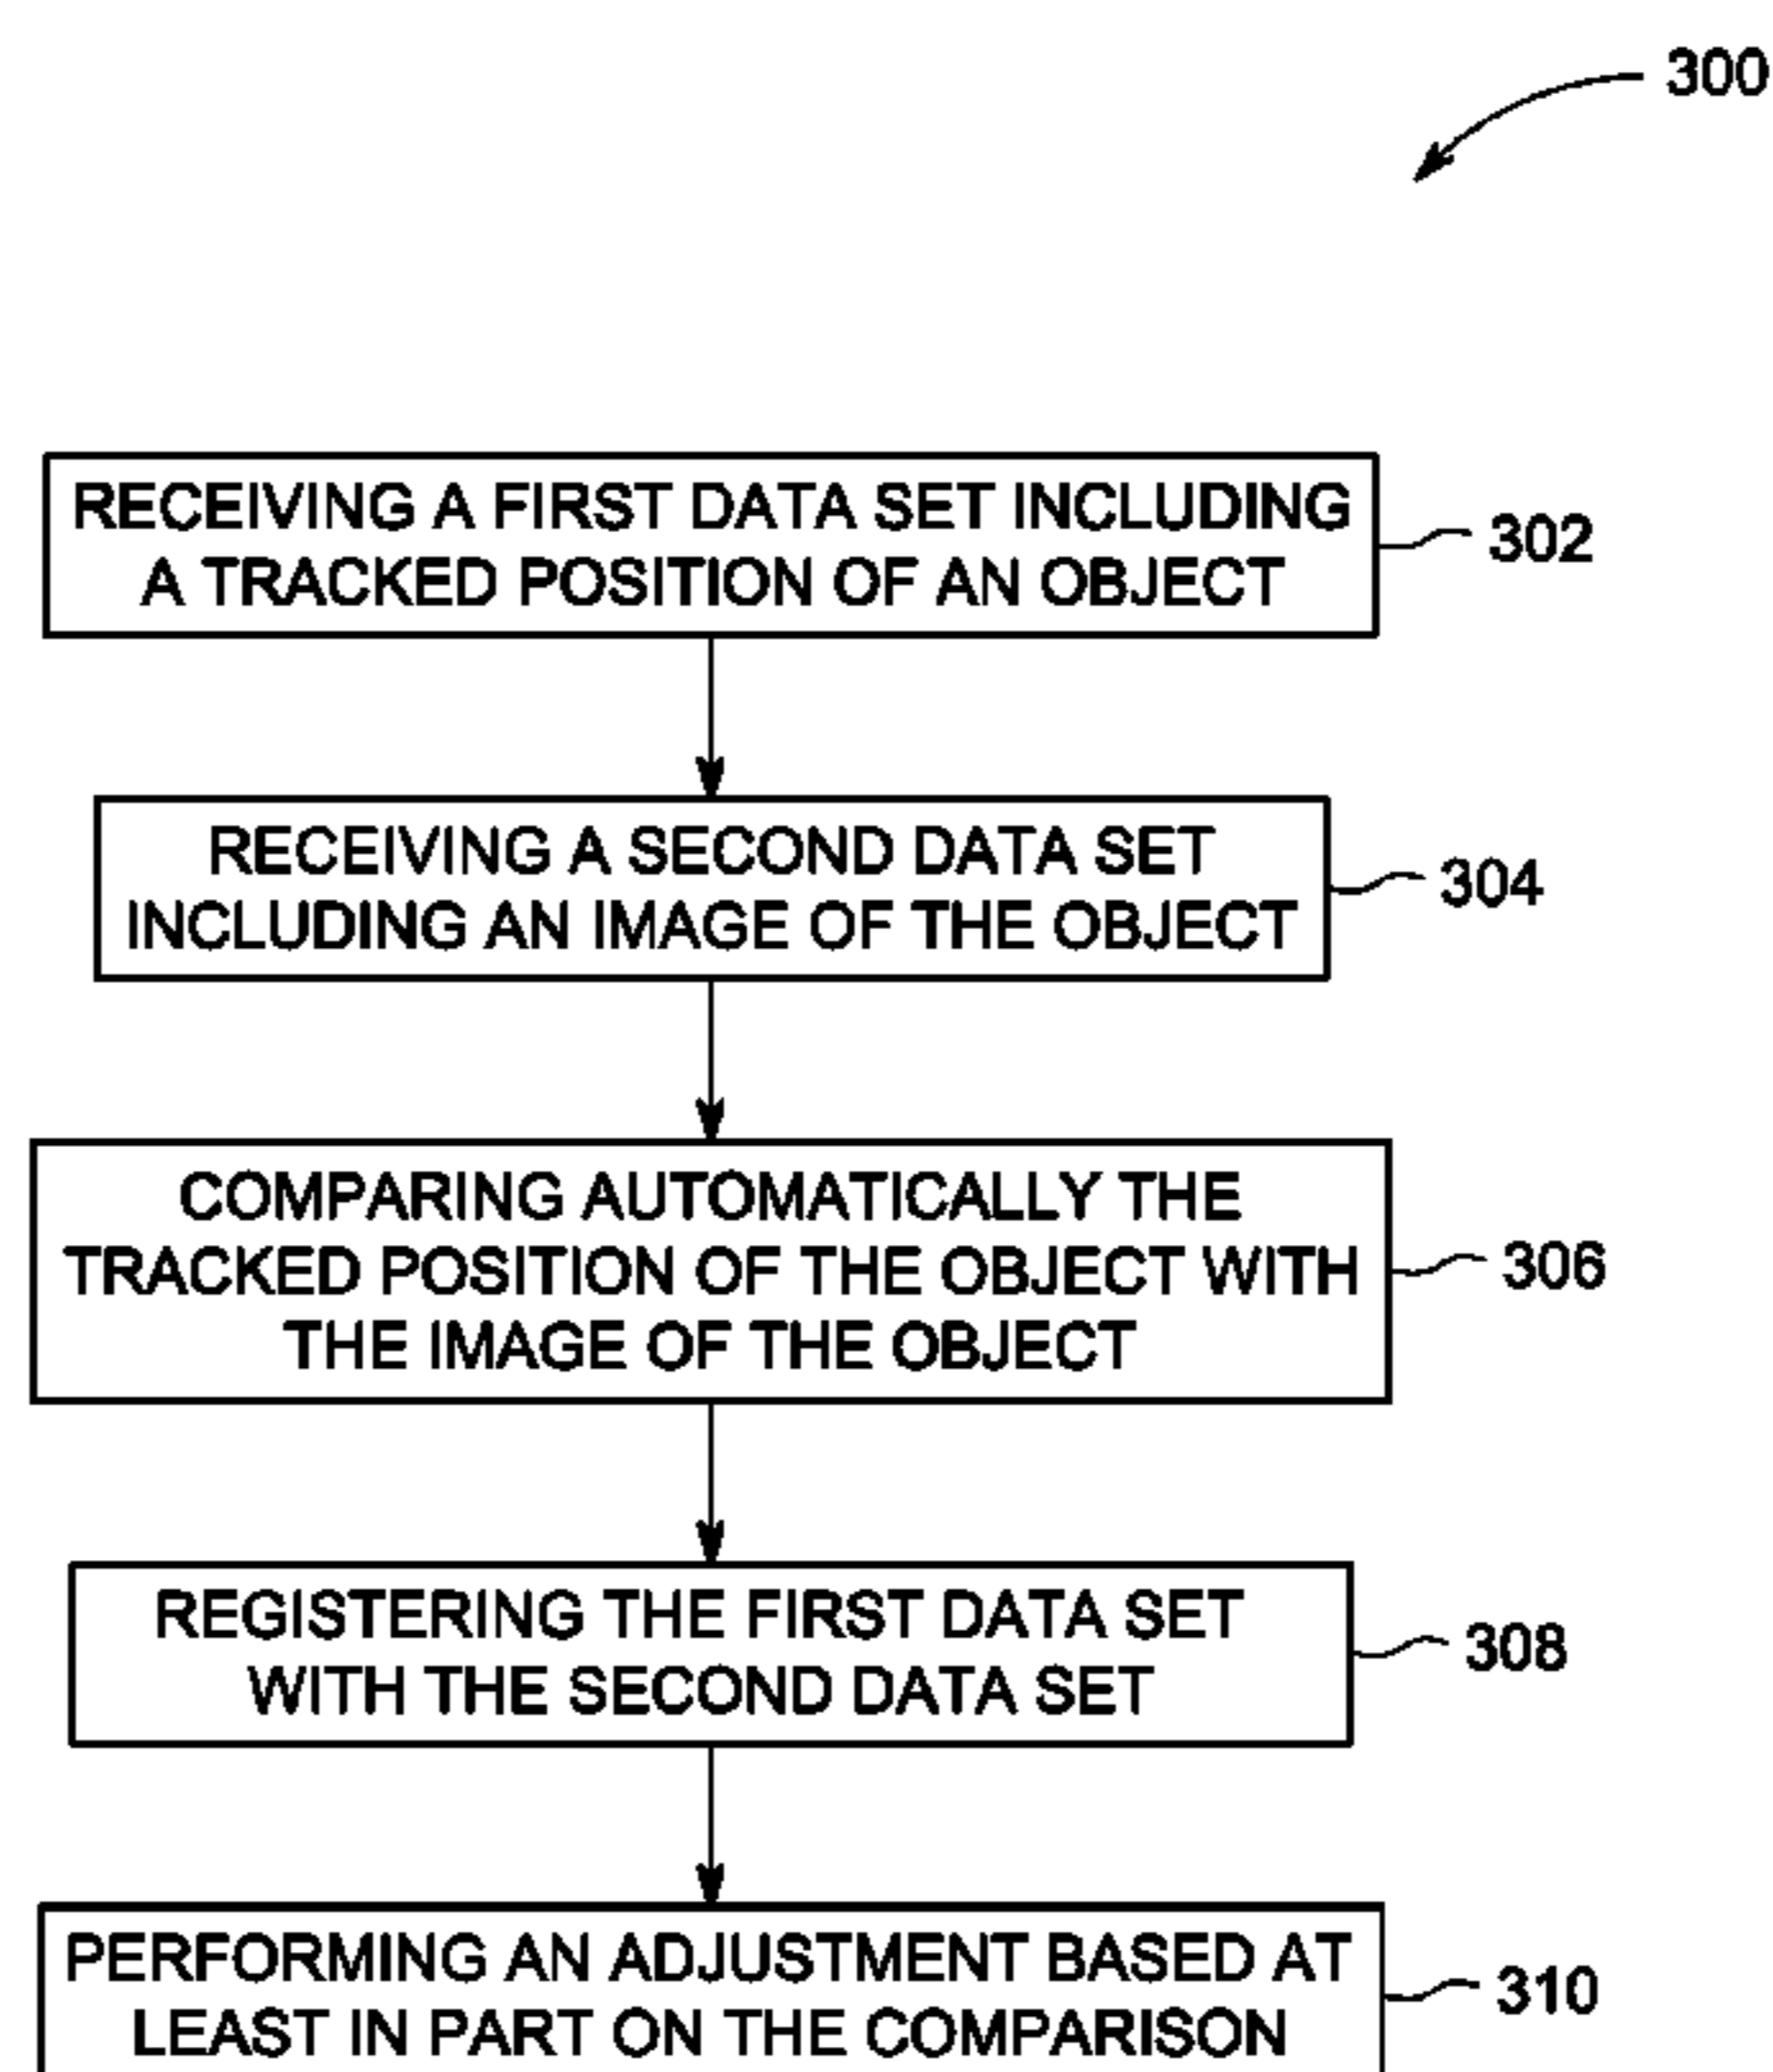 300
RECEIVING A FIRST DATA SET INCLUDING
A TRACKED POSITION OF AN OBJECT
302
RECEIVING A SECOND DATA SET
INCLUDING AN IMAGE OF THE OBJECT
304
COMPARING AUTOMATICALLY THE
TRACKED POSITION OF THE OBJECT WITH
THE IMAGE OF THE OBJECT
306
REGISTERING THE FIRST DATA SET
WITH THE SECOND DATA SET
308
PERFORMING AN ADJUSTMENT BASED AT
LEAST IN PART ON THE COMPARISON
310